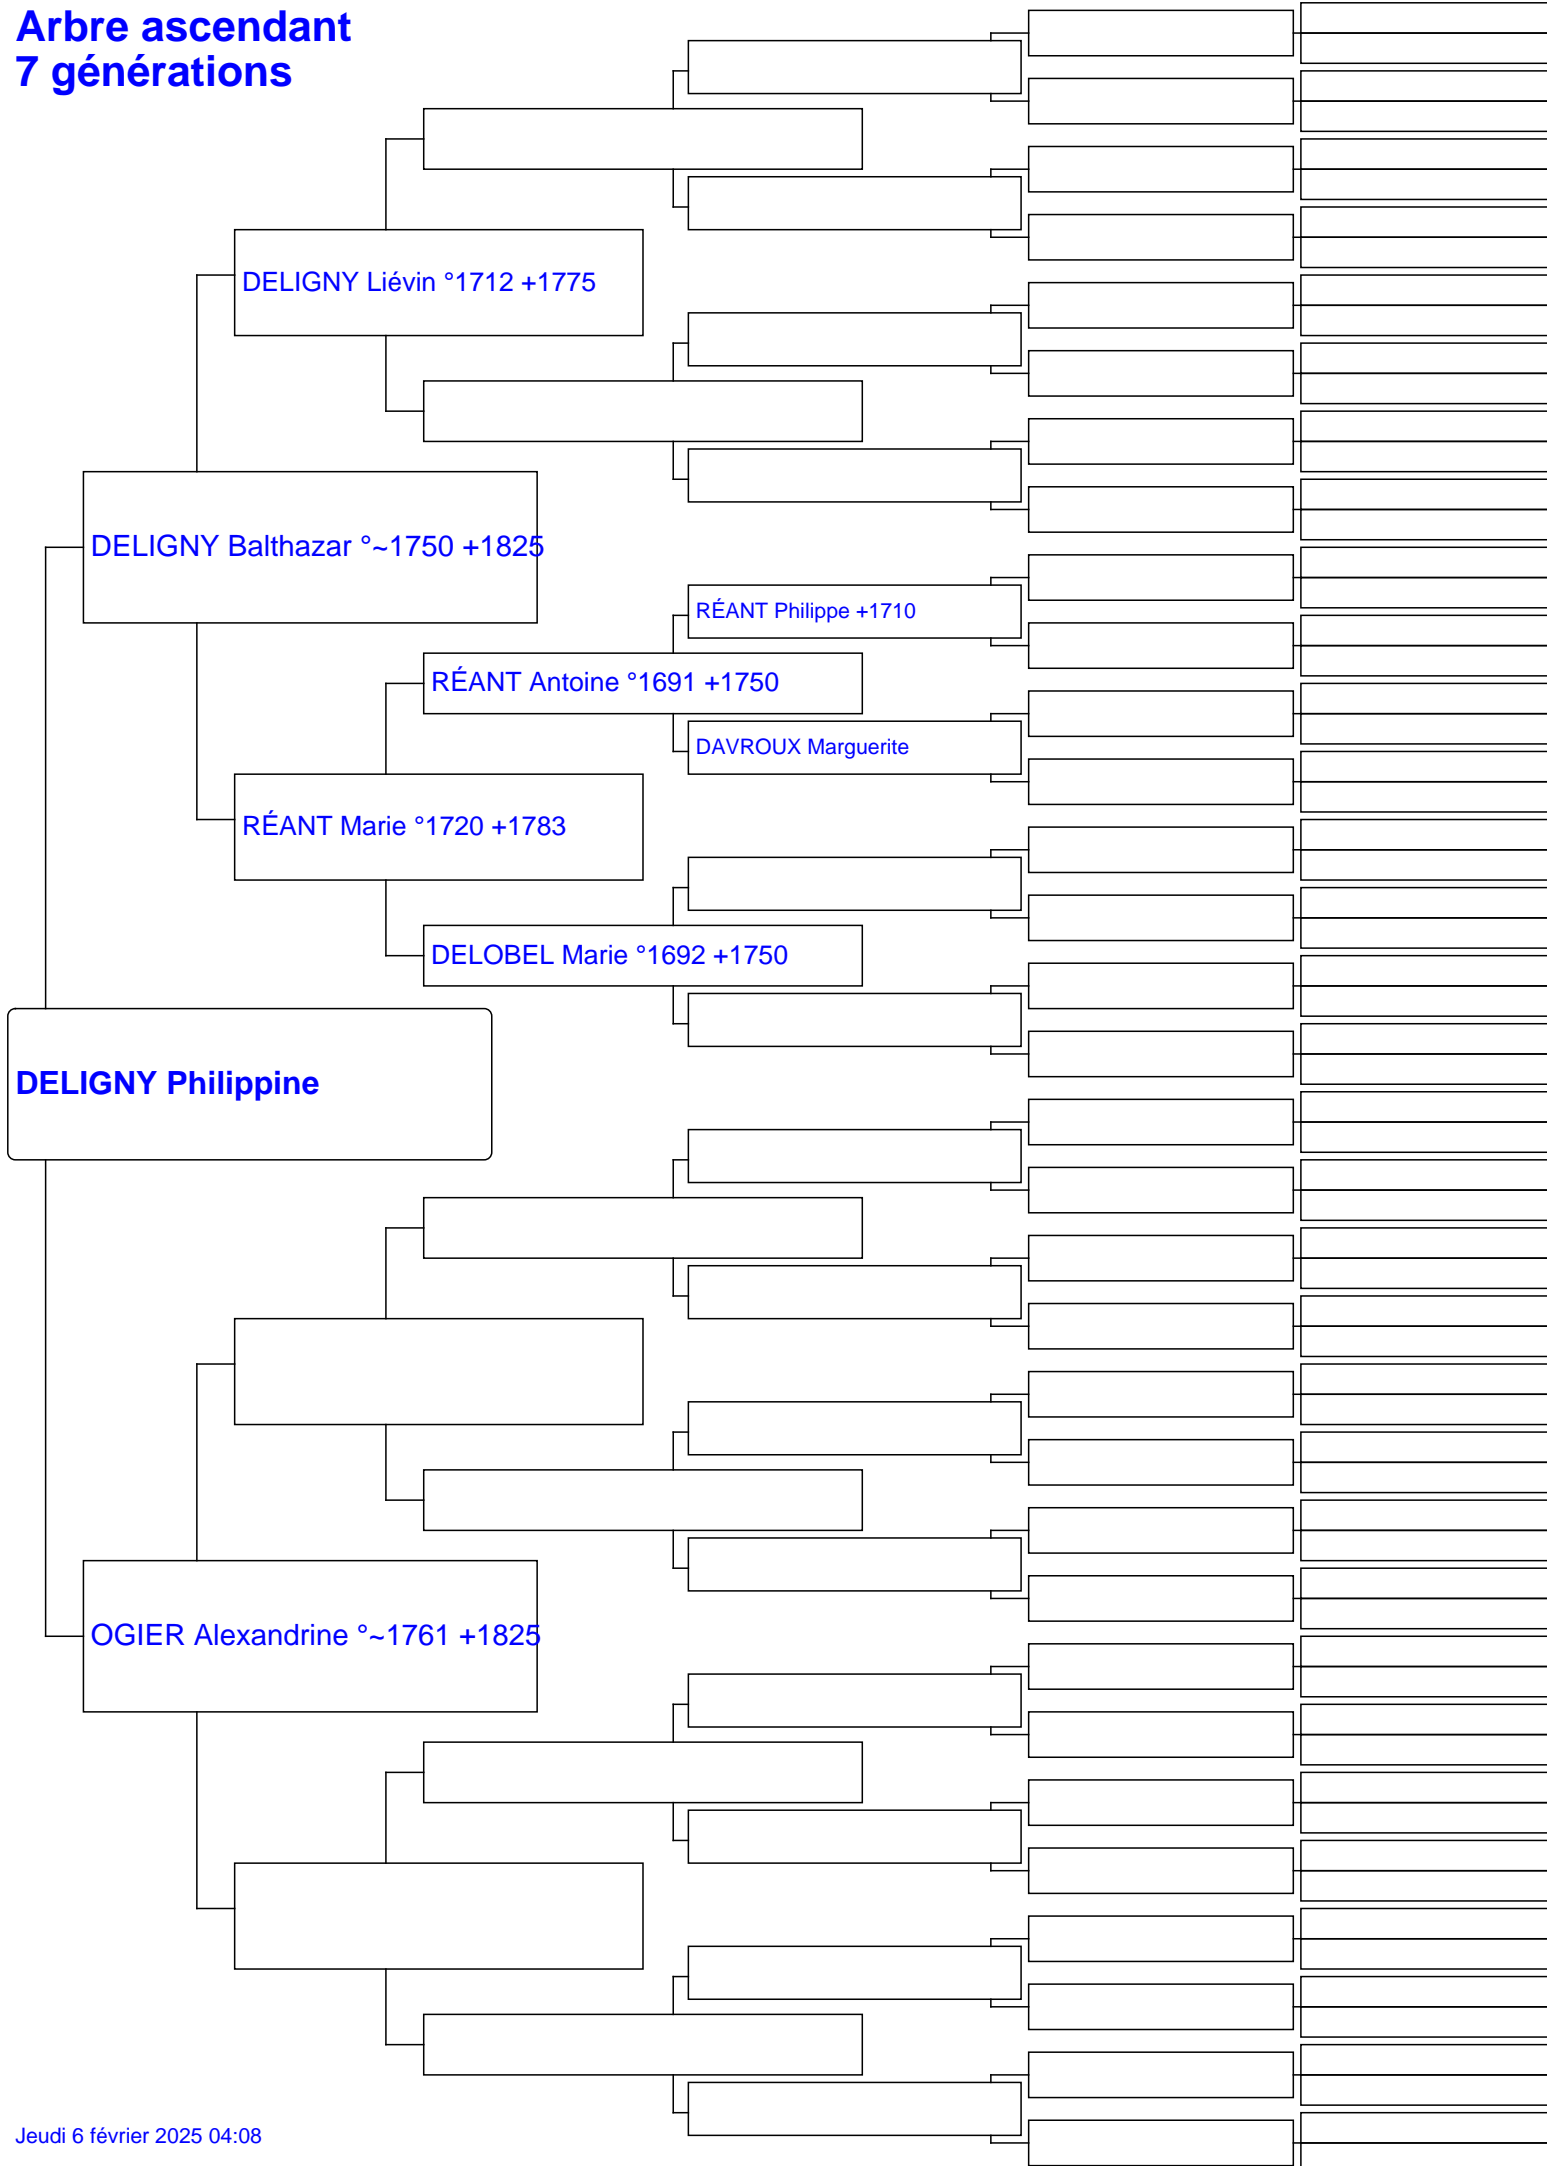 Arbre ascendant
7 générations
DELIGNY Liévin °1712 +1775
DELIGNY Balthazar °~1750 +1825
RÉANT Philippe +1710
RÉANT Antoine °1691 +1750
DAVROUX Marguerite
RÉANT Marie °1720 +1783
DELOBEL Marie °1692 +1750
DELIGNY Philippine
OGIER Alexandrine °~1761 +1825
Jeudi 6 février 2025 04:08